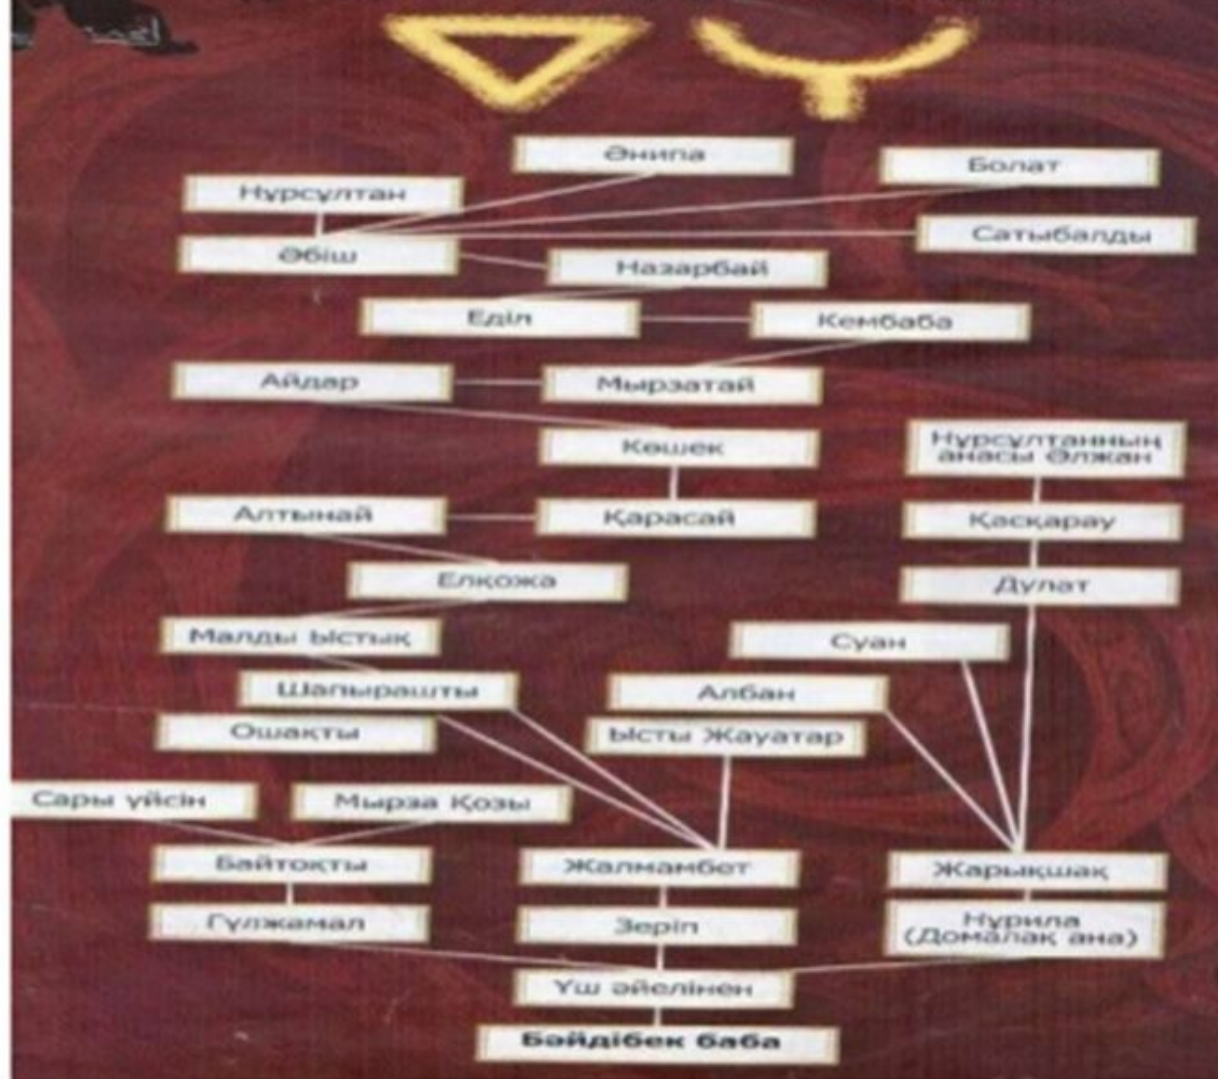 Әнипа
Болат
Нұрсұлтан
Сатыбалды
Әбіш
Назарбай
Еділ
Кембаба
Айдар
Мырзатай
Көшек
Нұрсұлтанның
анасы Әлжан
Алтынай
Қарасай
Қасқарау
Елқожа
Дулат
Малды ыстық
Суан
Шапырашты
Албан
Ошақты
Ысты Жауатар
Сары үйсін
Мырза Қозы
Байтоқты
Жалмамбет
Жарықшақ
Гүлжамал
Зеріп
Нұрила
(Домалақ ана)
Үш әйелінен
Бәйдібек баба